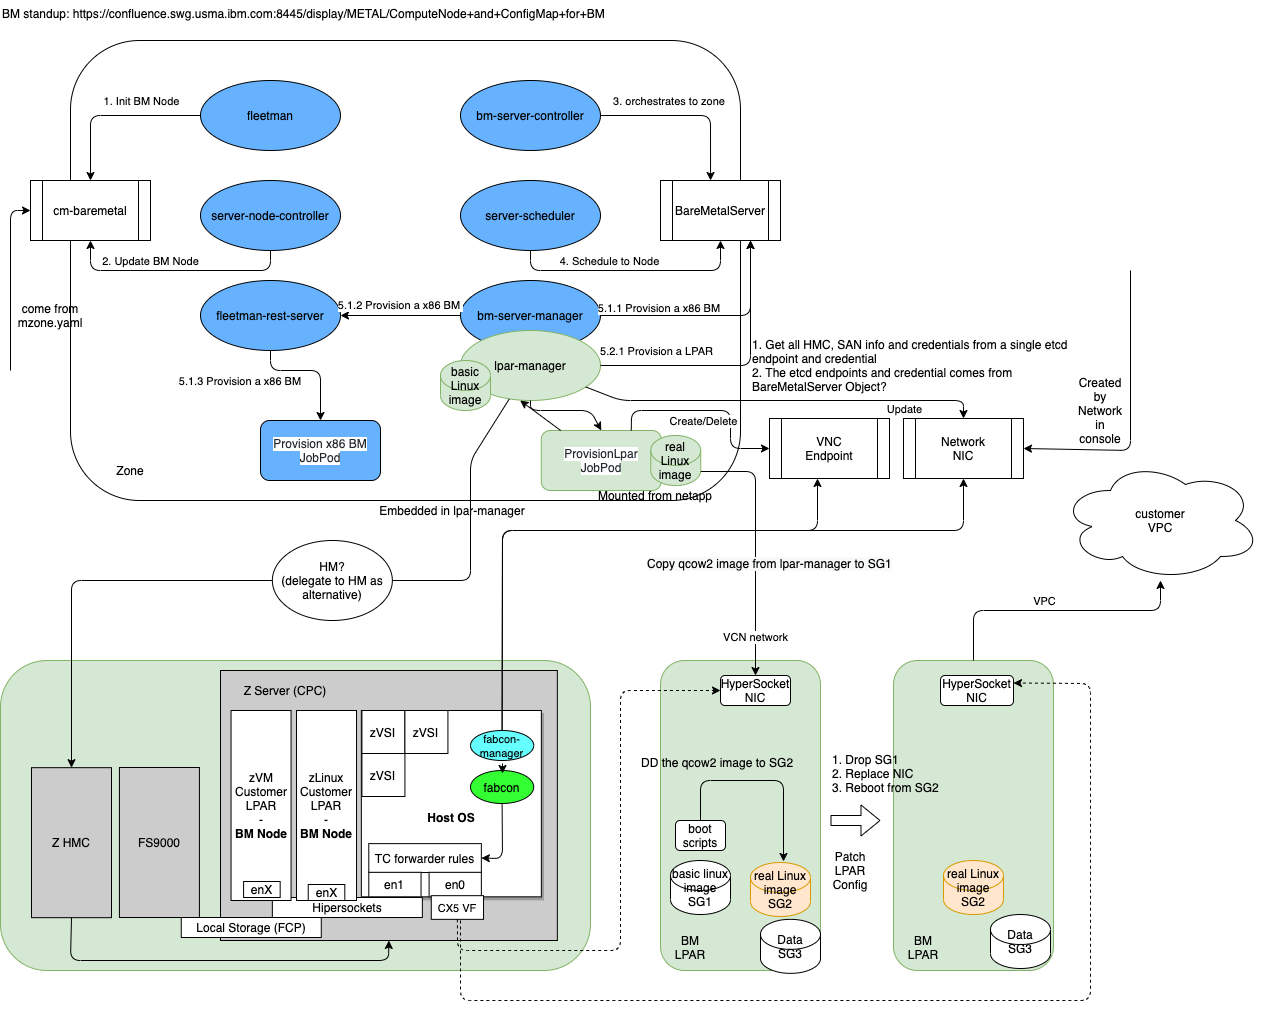 BM standup: https://confluence.swg.usma.ibm.com:8445/display/METAL/ComputeNode+and+ConfigMap+for+BM
1. Init BM Node
fleetman
bm-server-controller
3. orchestrates to zone
cm-baremetal
server-node-controller
server-scheduler
BareMetalServer
2. Update BM Node
4. Schedule to Node
come from
mzone.yaml
fleetman-rest-server
5.1.2 Provision a x86 BM
bm-server-manager
5.1.1 Provision a x86 BM
5.2.1 Provision a LPAR
1. Get all HMC, SAN info and credentials from a single etcd
endpoint and credential
2. The etcd endpoints and credential comes from
BareMetalServer Object?
lpar-manager
basic
Linux
image
5.1.3 Provision a x86 BM
Created
by
Network
in
console
Update
Create/Delete
Provision x86 BM
JobPod
ProvisionLpar
JobPod
real
Linux
image
VNC
Endpoint
Network
NIC
Zone
Mounted from netapp
Embedded in lpar-manager
customer
VPC
HM?
(delegate to HM as
alternative)
Copy qcow2 image from lpar-manager to SG1
VPC
VCN network
Z Server (CPC)
HyperSocket
NIC
HyperSocket
NIC
zVSI
zVSI
zVSI
fabcon-
manager
fabcon
Host OS
zVM
Customer
LPAR
-
BM Node
zLinux
Customer
LPAR
-
BM Node
Z HMC
FS9000
TC forwarder rules
en1
en0
enX
enX
Hipersockets
CX5 VF
Local Storage (FCP)
DD the qcow2 image to SG2
boot
scripts
basic linux
image
SG1
real Linux
image
SG2
Data
SG3
BM
LPAR
1. Drop SG1
2. Replace NIC
3. Reboot from SG2
Patch
LPAR
Config
real Linux
image
SG2
Data
SG3
BM
LPAR